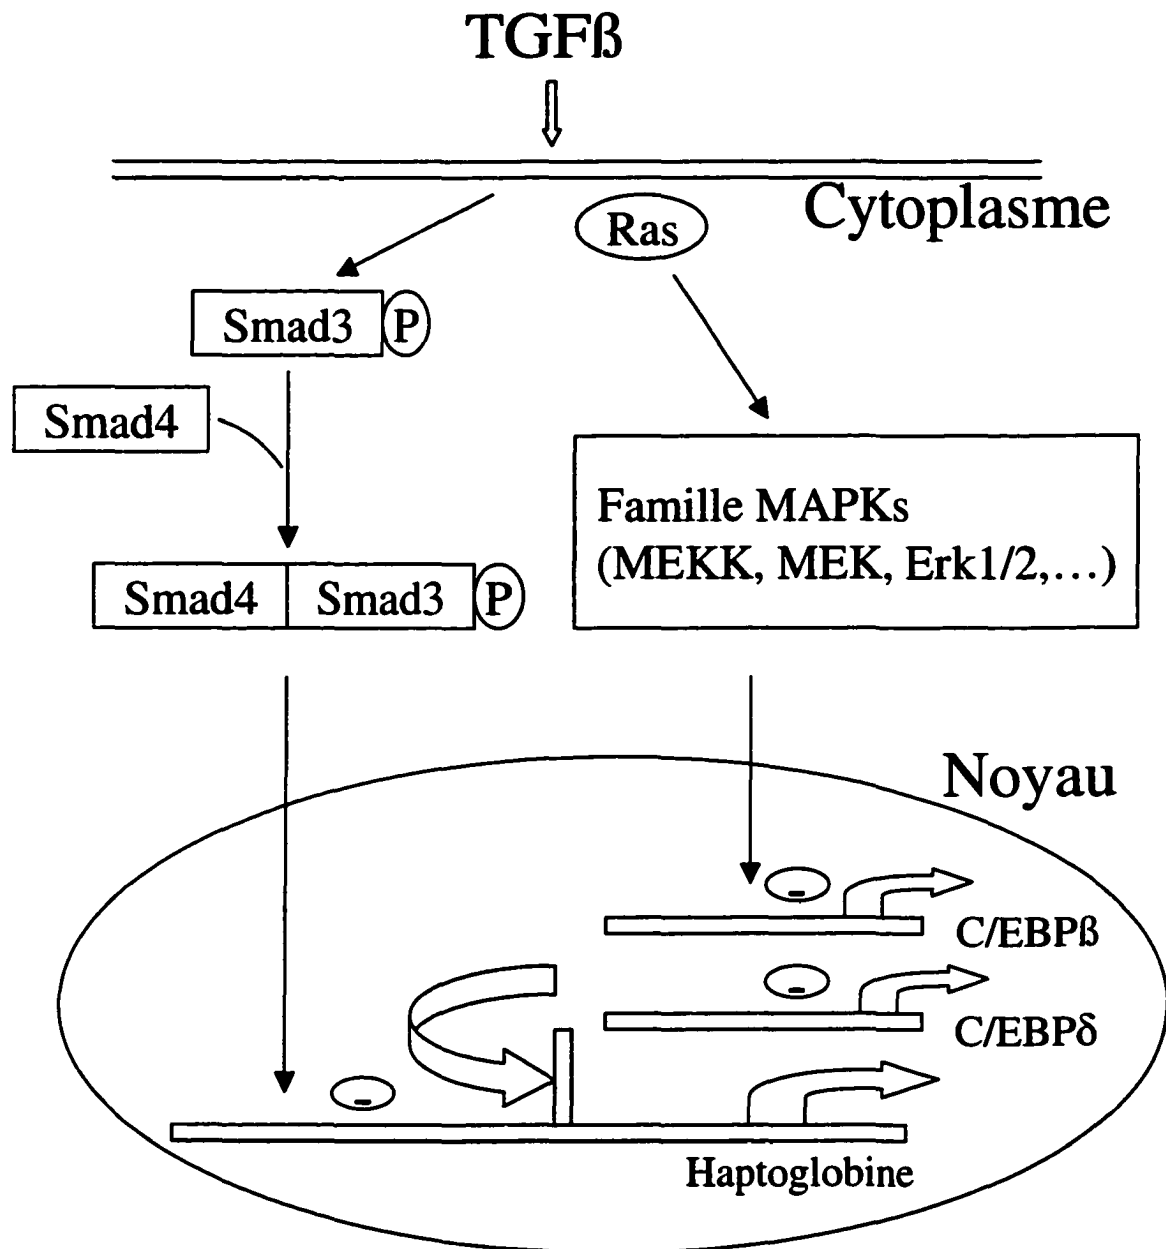 TGFß
Cytoplasme
Ras
Smad3 P
Smad4
Famille MAPKs
(MEKK, MEK, Erk1/2,…)
Smad4 Smad3 P
Noyau
-
C/EBPß
-
C/EBPδ
-
Haptoglobine